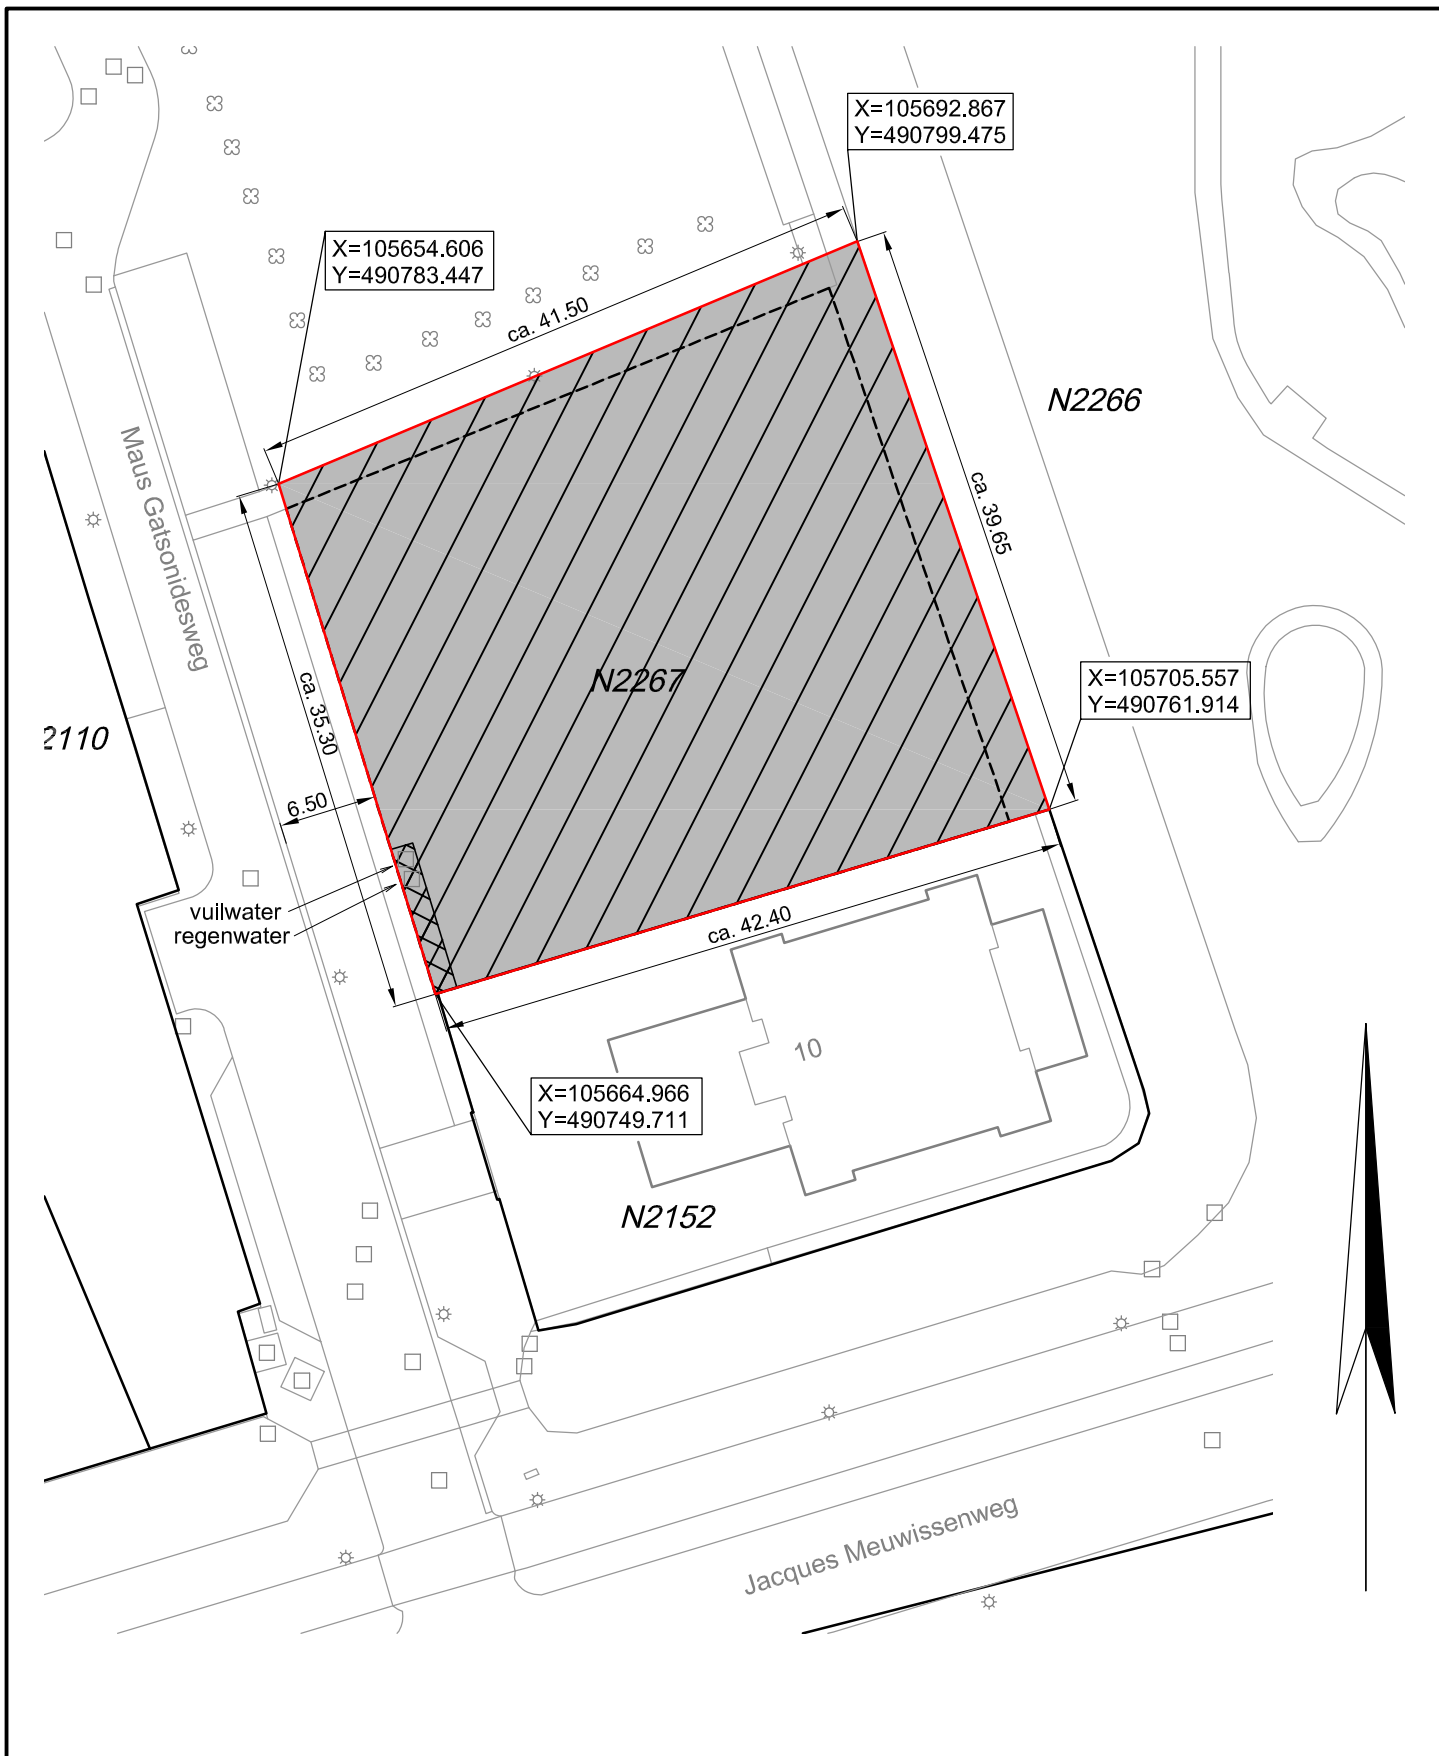 X=105692.867
Y=490799.475
X=105654.606
Y=490783.447
ca. 41.50
N2266
Maus Gatsonidesweg
ca. 39.65
N2267
X=105705.557
Y=490761.914
ca. 35.30
2110
6.50
vuilwater
regenwater
ca. 42.40
10
X=105664.966
Y=490749.711
N2152
Jacques Meuwissenweg